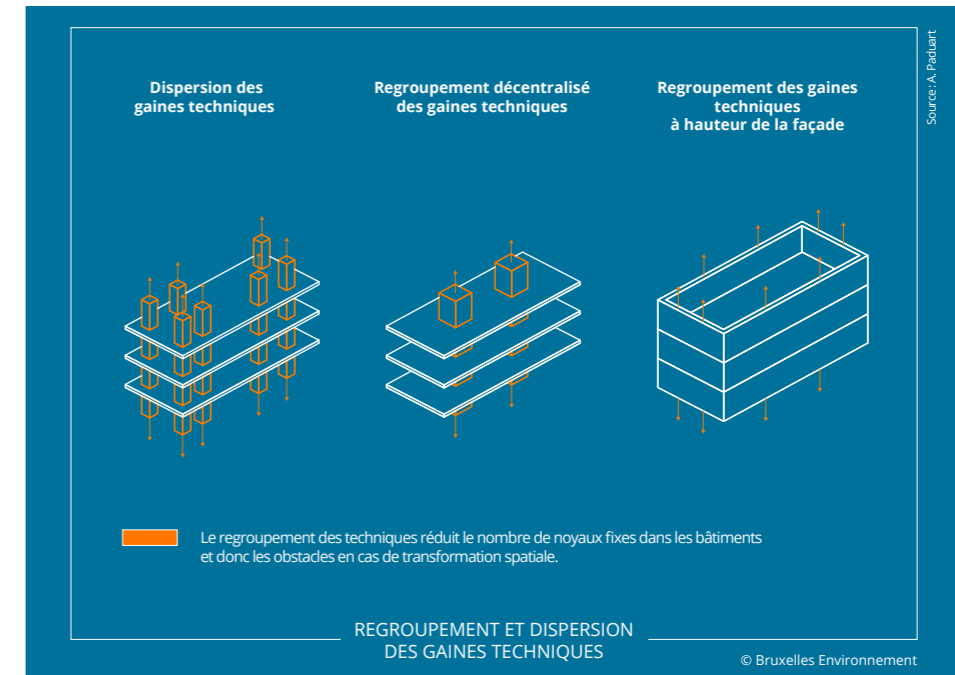 Source : A. Paduart
Dispersion des
gaines techniques
Regroupement décentralisé
des gaines techniques
Regroupement des gaines
techniques
à hauteur de la façade
Le regroupement des techniques réduit le nombre de noyaux fixes dans les bâtiments
et donc les obstacles en cas de transformation spatiale.
REGROUPEMENT ET DISPERSION
DES GAINES TECHNIQUES
© Bruxelles Environnement